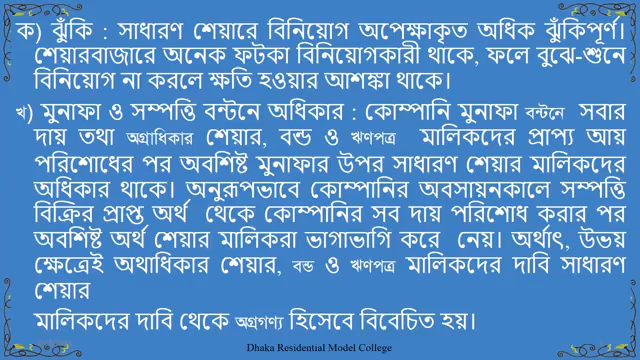 ক) ঝুঁকি : সাধারণ শেয়ারে বিনিয়োগ অপেক্ষাকৃত অধিক ঝুঁকিপূর্ণ।
শেয়ারবাজারে অনেক ফটকা বিনিয়োগকারী থাকে, ফলে বুঝে-শুনে
বিনিয়োগ না করলে ক্ষতি হওয়ার আশঙ্কা থাকে।
খ) মুনাফা ও সম্পত্তি বন্টনে অধিকার : কোম্পানি মুনাফা বন্টনে সবার
দায় তথা অগ্রাধিকার শেয়ার, বন্ড ও ঋণপত্র মালিকদের প্রাপ্য আয়
পরিশোধের পর অবশিষ্ট মুনাফার উপর সাধারণ শেয়ার মালিকদের
অধিকার থাকে। অনুরূপভাবে কোম্পানির অবসায়নকালে সম্পত্তি
বিক্রির প্রাপ্ত অর্থ থেকে কোম্পানির সব দায় পরিশোধ করার পর
অবশিষ্ট অর্থ শেয়ার মালিকরা ভাগাভাগি করে নেয়। অর্থাৎ, উভয়
ক্ষেত্রেই অথাধিকার শেয়ার, বন্ড ও ঋণপত্র মালিকদের দাবি সাধারণ
শেয়ার
মালিকদের দাবি থেকে অগ্রগণ্য হিসেবে বিবেচিত হয়।
Dhaka Residential Model College